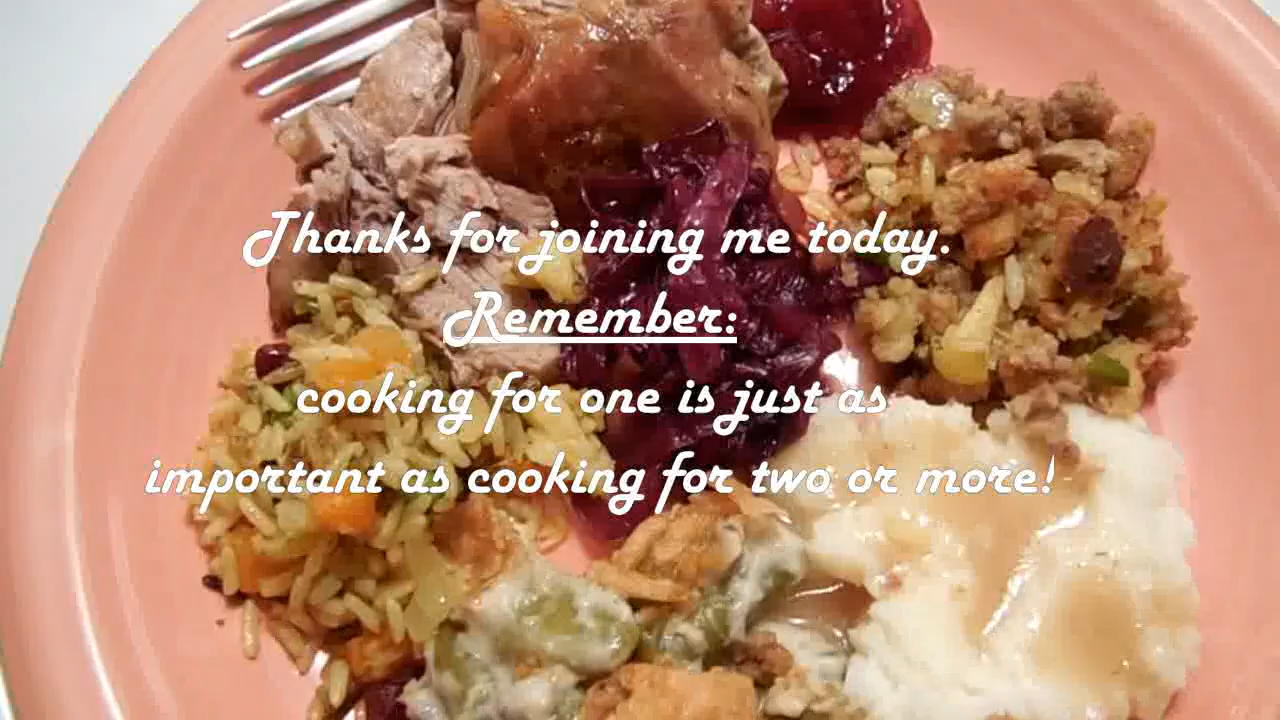 Thanks for joining me today.
Remember:
cooking for one is just as
important as cooking for two or more!